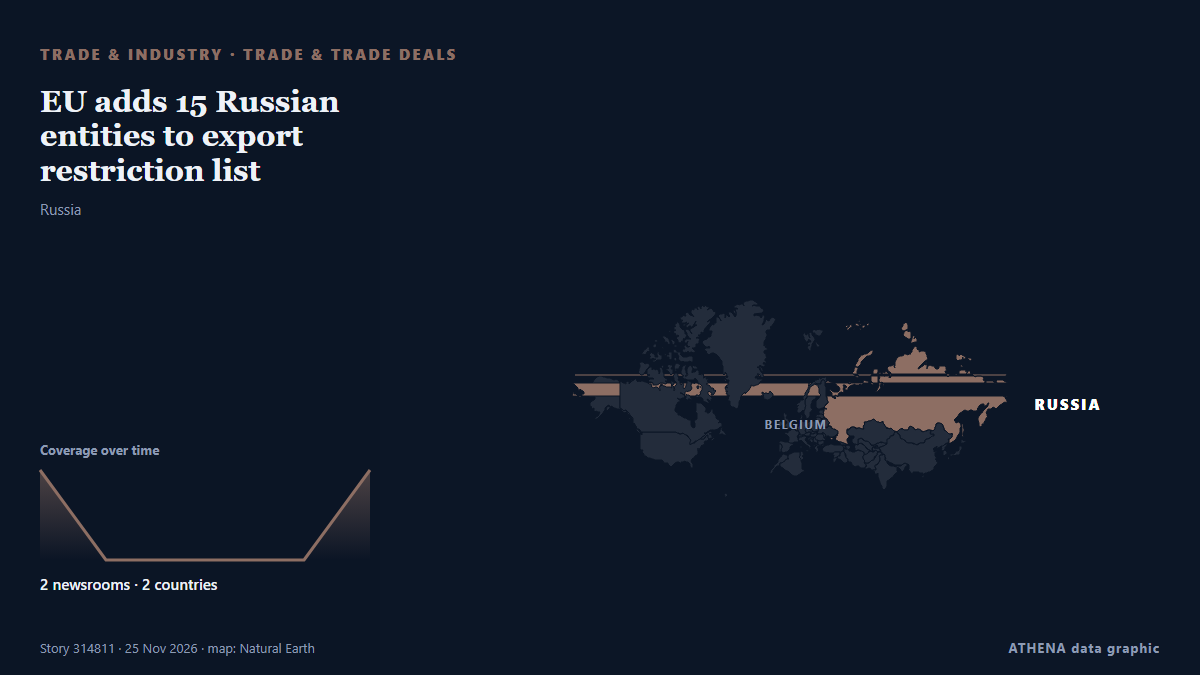 TRADE & INDUSTRY · TRADE & TRADE DEALS
EU adds 15 Russian
entities to export
restriction list
Russia
BELGIUM
RUSSIA
Coverage over time
2 newsrooms · 2 countries
Story 314811 · 25 Nov 2026 · map: Natural Earth
ATHENA data graphic